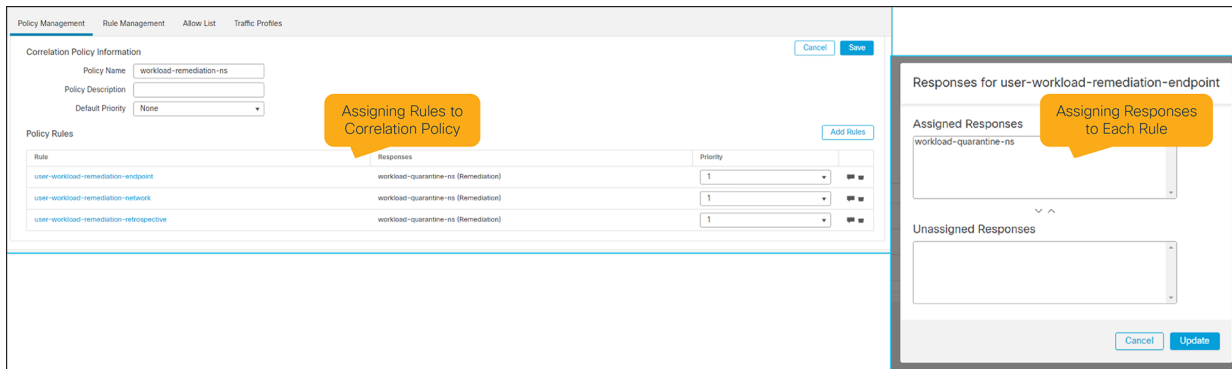 Policy Management Rule Management Allow List Traffic Profiles
Correlation Policy Information
Cancel Save
Policy Name workload-remediation-ns
Policy Description
Default Priority None
Assigning Rules to
Correlation Policy
Policy Rules
Add Rules
Rule Responses Priority
user-workload-remediation-endpoint workload-quarantine-ns (Remediation) 1
user-workload-remediation-network workload-quarantine-ns (Remediation) 1
user-workload-remediation-retrospective workload-quarantine-ns (Remediation) 1
Responses for user-workload-remediation-endpoint
Assigning Responses
to Each Rule
Assigned Responses
workload-quarantine-ns
Unassigned Responses
Cancel Update